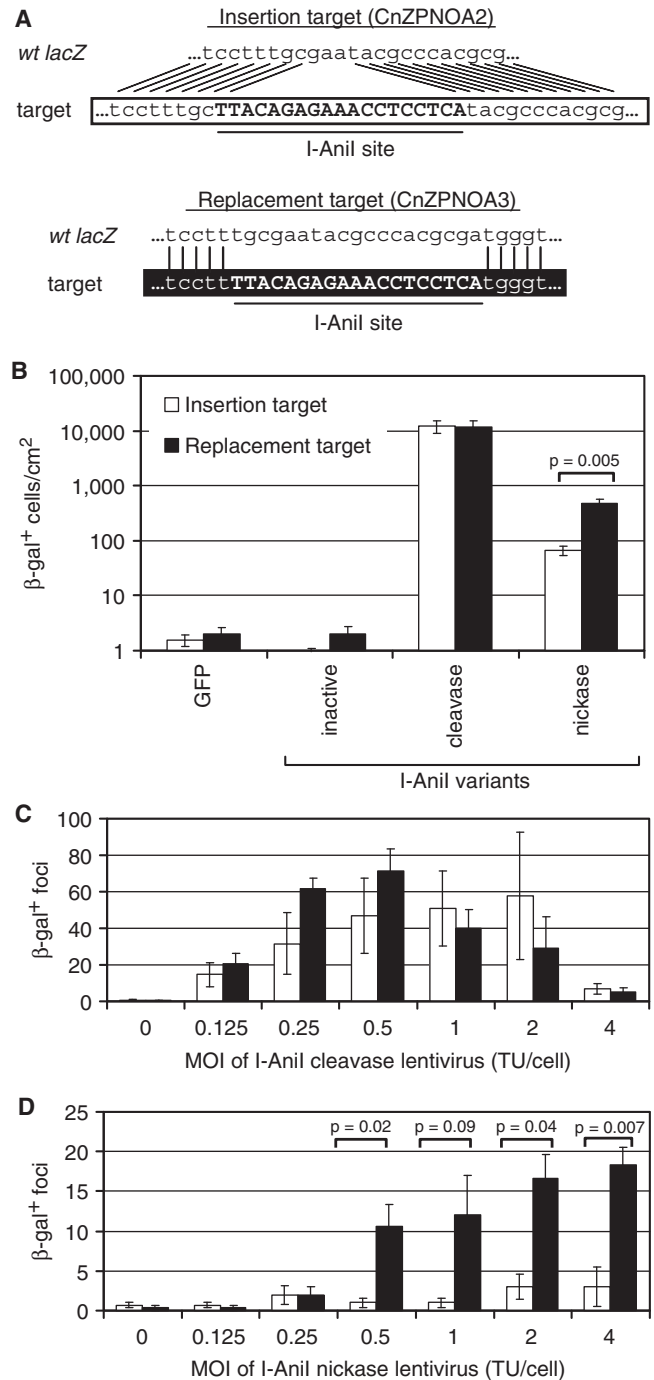 A
Insertion target (CnZPNOA2)
wt lacZ
...tcctttgcgaatacgcccacgcg...
target
...tcctttgcTTACAGAGAAACCTCCTCAtacgcccacgcg...
I-AniI site
Replacement target (CnZPNOA3)
wt lacZ
...tcctttgcgaatacgcccacgcgatgggt...
target
...tccttTTACAGAGAAACCTCCTCAtgggt...
I-AniI site
B
β-gal+ cells/cm2
100,000
10,000
1,000
100
10
1
Insertion target
Replacement target
p = 0.005
GFP
inactive
cleavase
nickase
I-AniI variants
C
β-gal+ foci
100
80
60
40
20
0
0 0.125 0.25 0.5 1 2 4
MOI of I-AniI cleavase lentivirus (TU/cell)
D
β-gal+ foci
25
20
15
10
5
0
p = 0.02 p = 0.09 p = 0.04 p = 0.007
0 0.125 0.25 0.5 1 2 4
MOI of I-AniI nickase lentivirus (TU/cell)